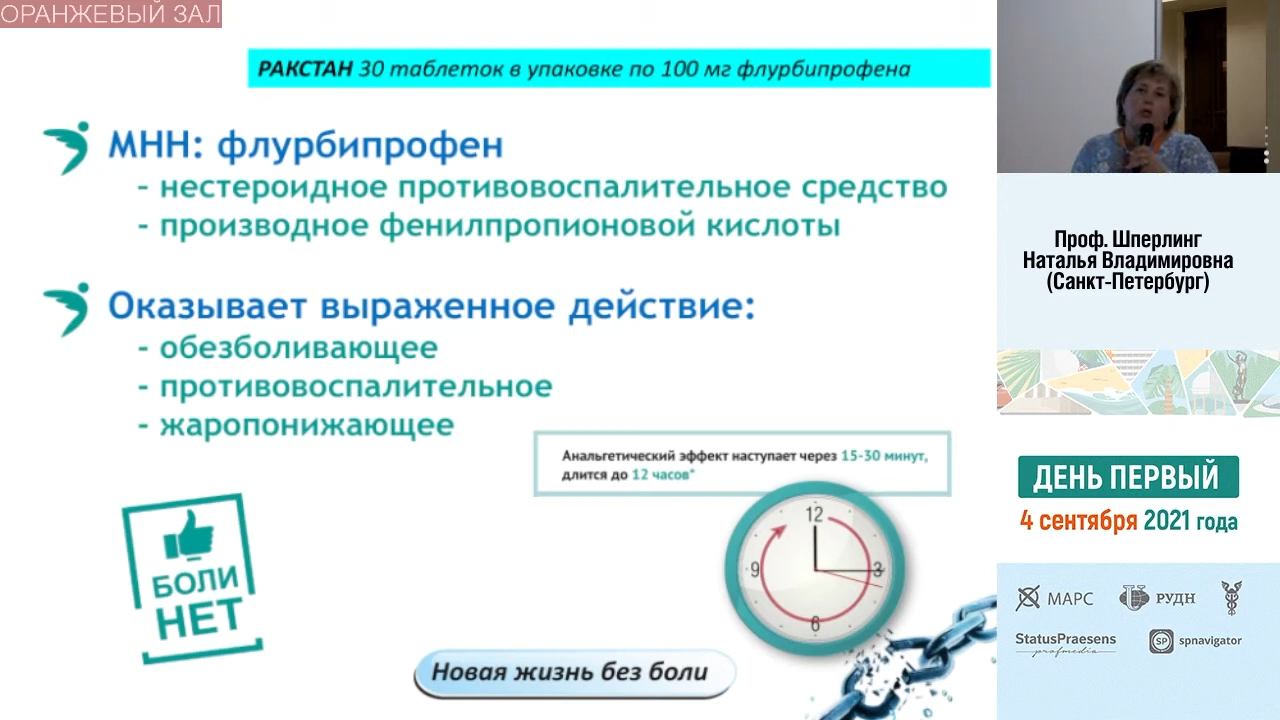 ОРАНЖЕВЫЙ ЗАЛ
РАКСТАН 30 таблеток в упаковке по 100 мг флурбипрофена
МНН: флурбипрофен
- нестероидное противовоспалительное средство
- производное фенилпропионовой кислоты
Оказывает выраженное действие:
- обезболивающее
- противовоспалительное
- жаропонижающее
Анальгетический эффект наступает через 15-30 минут,
длится до 12 часов*
12
3
6
9
БОЛИ
НЕТ
Новая жизнь без боли
Проф. Шперлинг
Наталья Владимировна
(Санкт-Петербург)
ДЕНЬ ПЕРВЫЙ
4 сентября 2021 года
МАРС
РУДН
StatusPraesens
profmedia
SP spnavigator